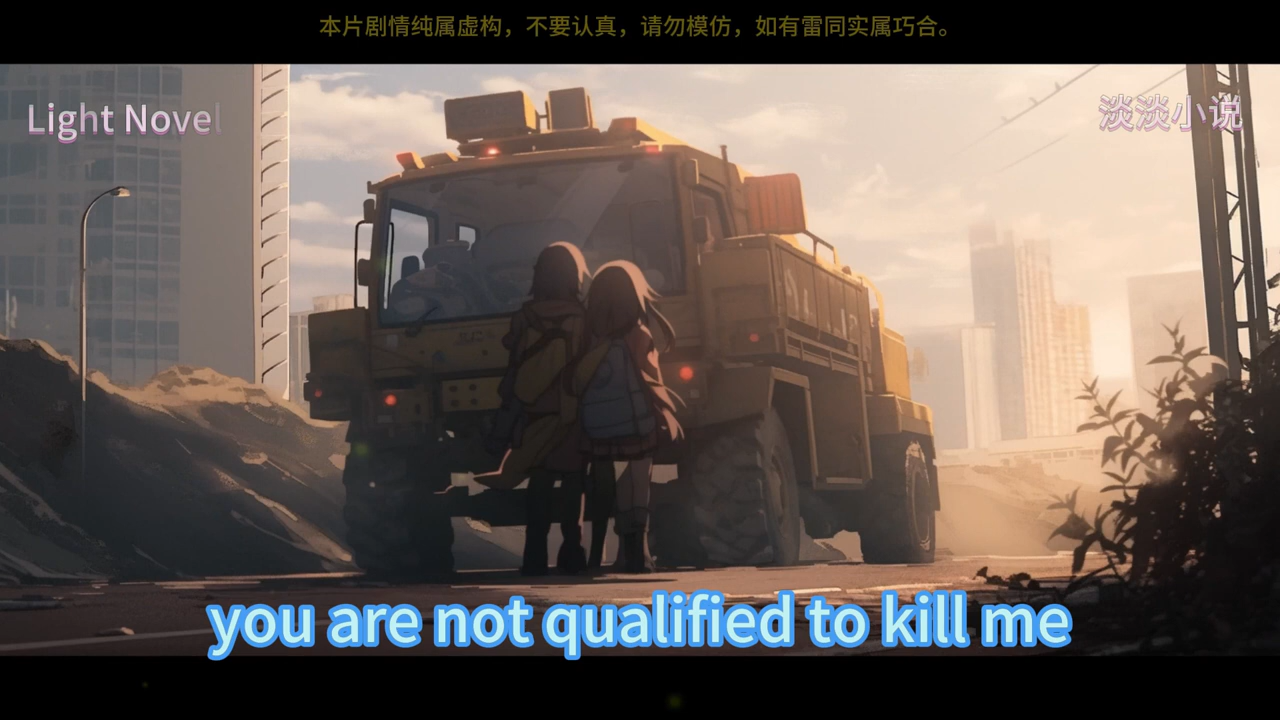 本片剧情纯属虚构，不要认真，请勿模仿，如有雷同实属巧合。
Light Novel
淡淡小说
you are not qualified to kill me